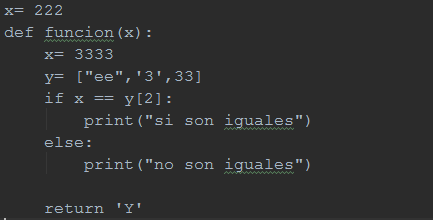 x= 222
def funcion(x):
    x= 3333
    y= ["ee",'3',33]
    if x == y[2]:
        print("si son iguales")
    else:
        print("no son iguales")

    return 'Y'